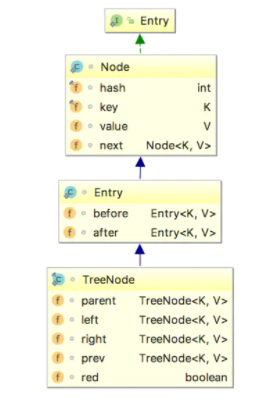 Entry
Node
hash int
key K
value V
next Node<K, V>
Entry
before Entry<K, V>
after Entry<K, V>
TreeNode
parent TreeNode<K, V>
left TreeNode<K, V>
right TreeNode<K, V>
prev TreeNode<K, V>
red boolean